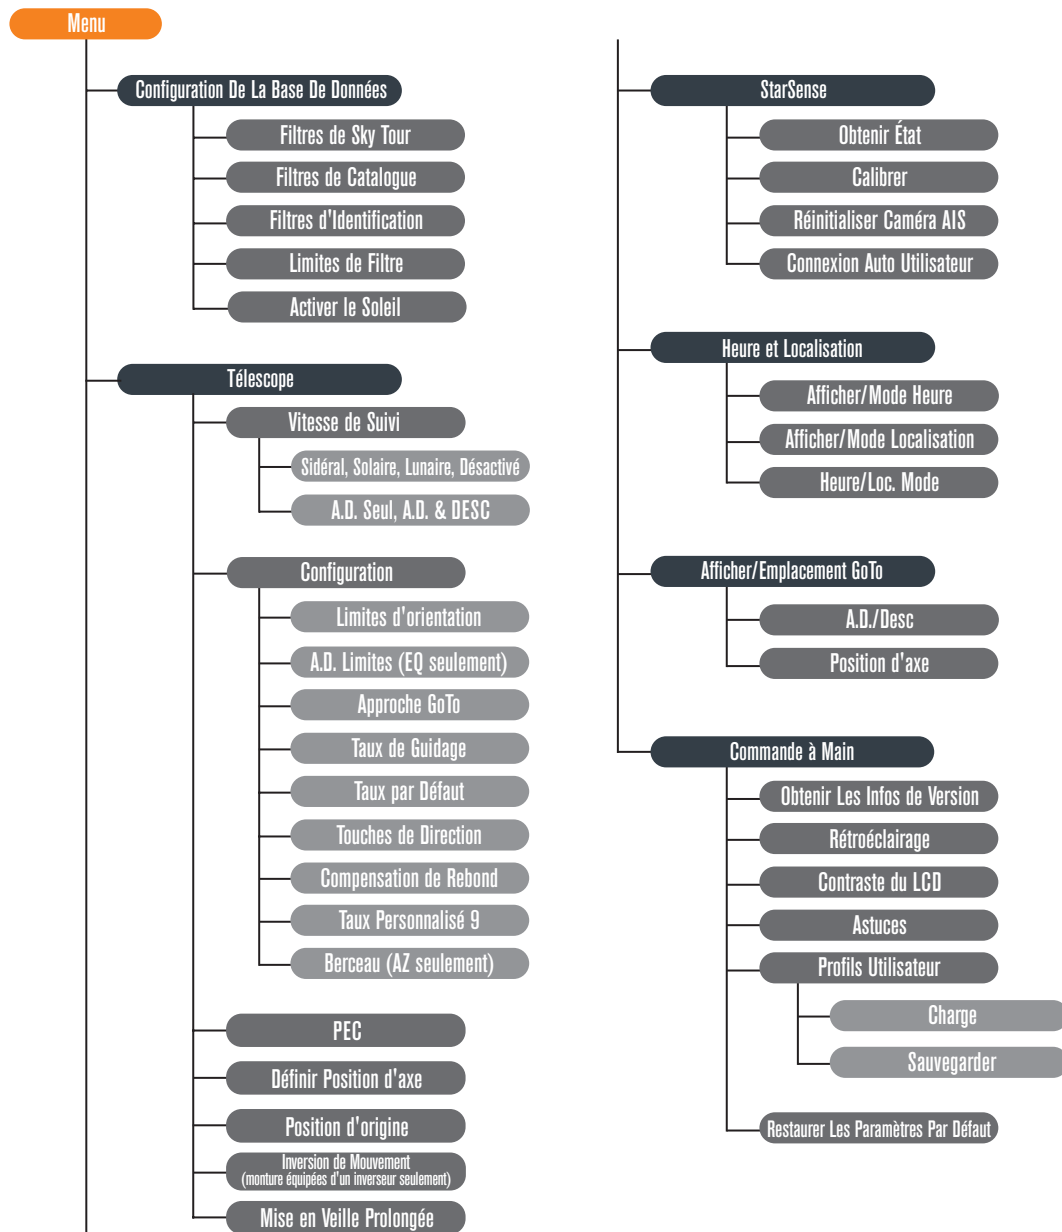 Menu
Configuration De La Base De Données
Filtres de Sky Tour
Filtres de Catalogue
Filtres d'Identification
Limites de Filtre
Activer le Soleil
Télescope
Vitesse de Suivi
Sidéral, Solaire, Lunaire, Désactivé
A.D. Seul, A.D. & DESC
Configuration
Limites d'orientation
A.D. Limites (EQ seulement)
Approche GoTo
Taux de Guidage
Taux par Défaut
Touches de Direction
Compensation de Rebond
Taux Personnalisé 9
Berceau (AZ seulement)
PEC
Définir Position d'axe
Position d'origine
Inversion de Mouvement
(monture équipées d'un inverseur seulement)
Mise en Veille Prolongée
StarSense
Obtenir État
Calibrer
Réinitialiser Caméra AIS
Connexion Auto Utilisateur
Heure et Localisation
Afficher/Mode Heure
Afficher/Mode Localisation
Heure/Loc. Mode
Afficher/Emplacement GoTo
A.D./Desc
Position d'axe
Commande à Main
Obtenir Les Infos de Version
Rétroéclairage
Contraste du LCD
Astuces
Profils Utilisateur
Charge
Sauvegarder
Restaurer Les Paramètres Par Défaut